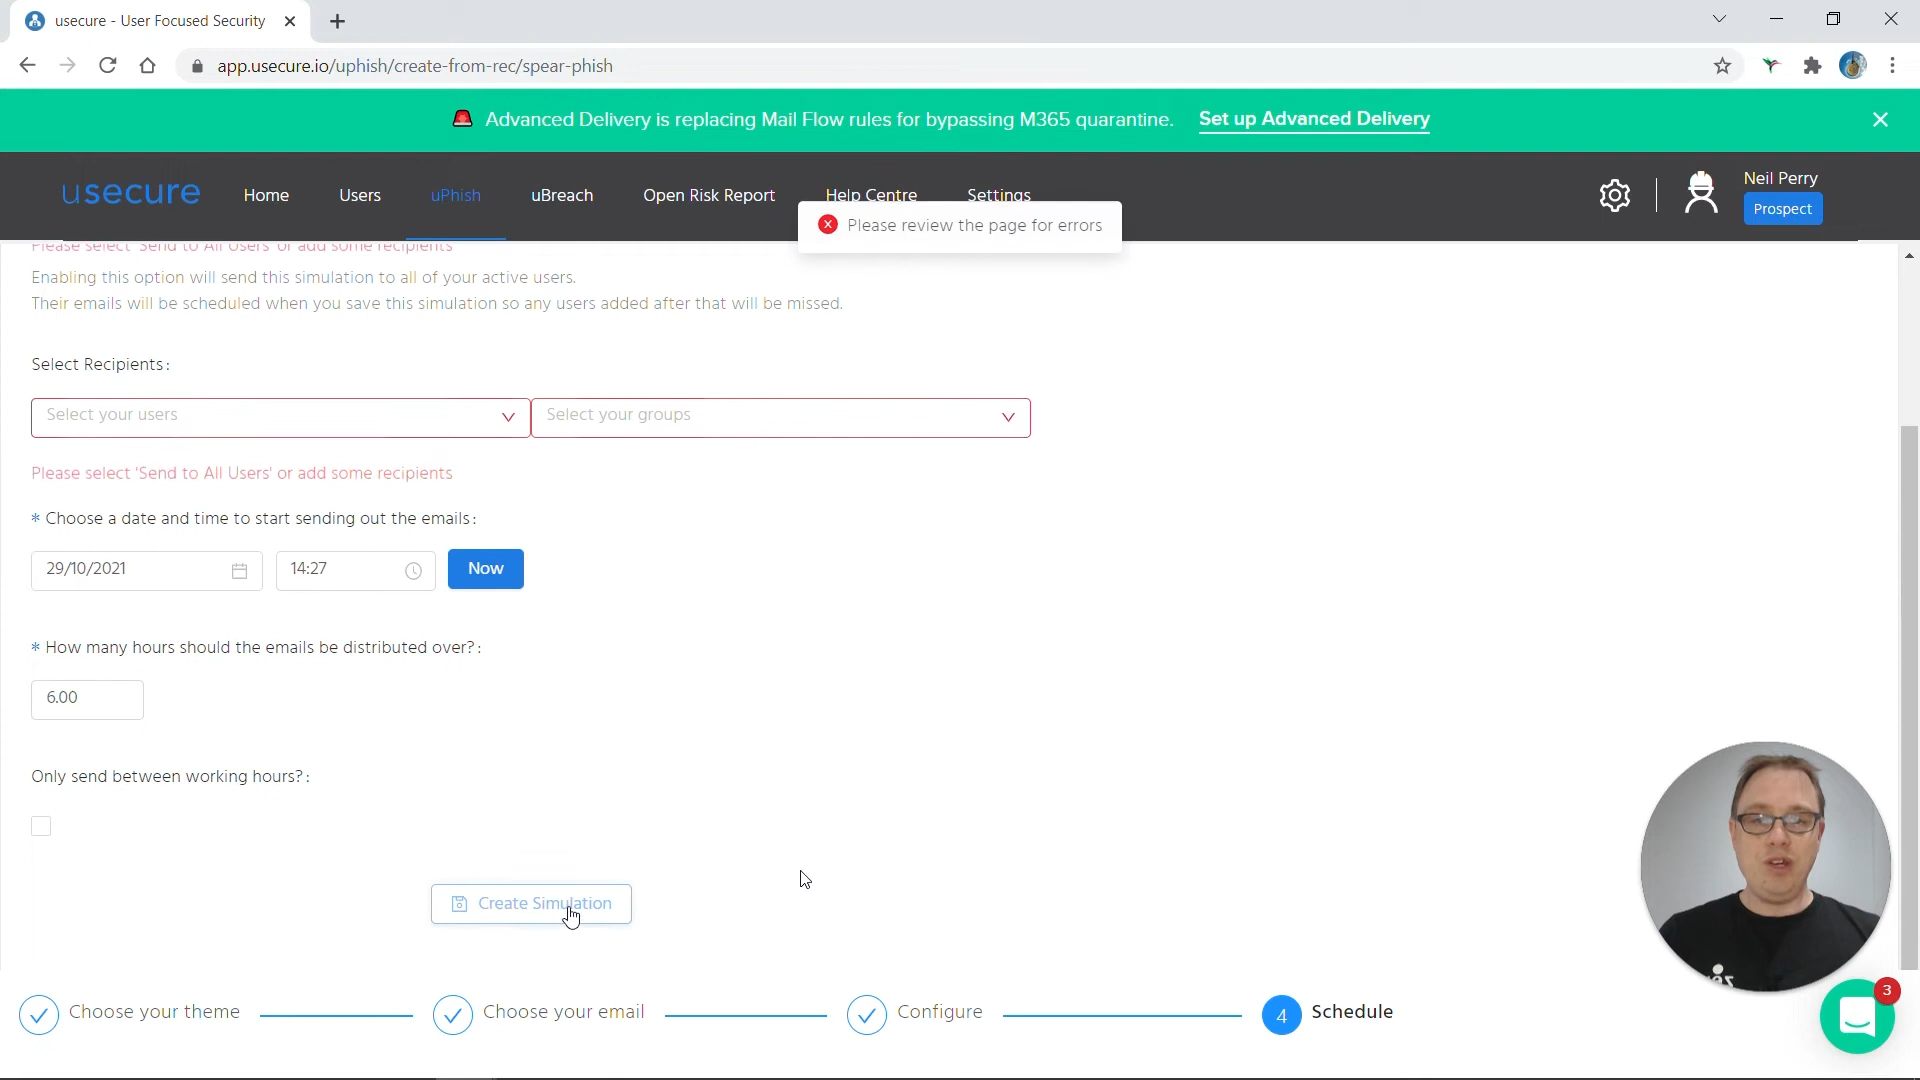 usecure - User Focused Security
app.usecure.io/uphish/create-from-rec/spear-phish
Advanced Delivery is replacing Mail Flow rules for bypassing M365 quarantine. Set up Advanced Delivery
usecure Home Users uPhish uBreach Open Risk Report Help Centre Settings
Neil Perry
Prospect
Please review the page for errors
Please select 'Send to All Users' or add some recipients
Enabling this option will send this simulation to all of your active users.
Their emails will be scheduled when you save this simulation so any users added after that will be missed.
Select Recipients:
Select your users Select your groups
Please select 'Send to All Users' or add some recipients
* Choose a date and time to start sending out the emails:
29/10/2021 14:27 Now
* How many hours should the emails be distributed over?:
6.00
Only send between working hours?:
Create Simulation
3
Choose your theme Choose your email Configure 4 Schedule